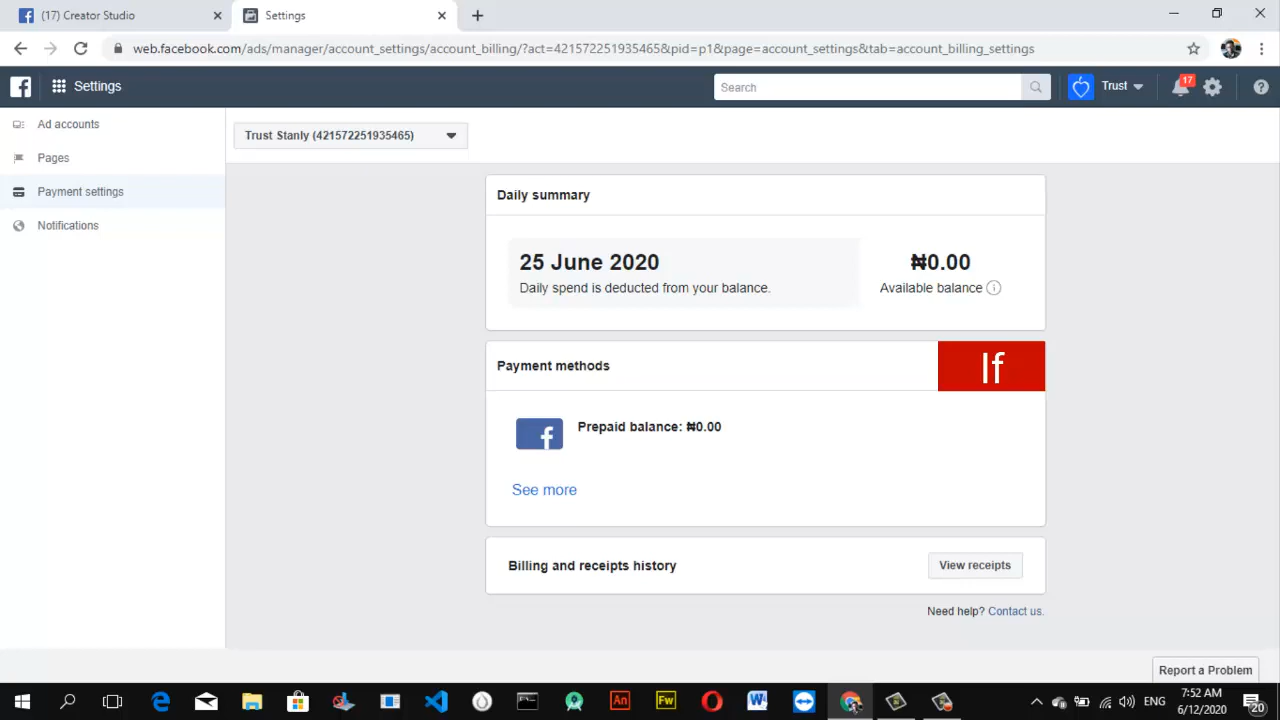 (17) Creator Studio
Settings
web.facebook.com/ads/manager/account_settings/account_billing/?act=421572251935465&pid=p1&page=account_settings&tab=account_billing_settings
Settings
Search
Trust
17
Ad accounts
Pages
Payment settings
Notifications
Trust Stanly (421572251935465)
Daily summary
25 June 2020
Daily spend is deducted from your balance.
₦0.00
Available balance
Payment methods
If
Prepaid balance: ₦0.00
See more
Billing and receipts history
View receipts
Need help? Contact us.
Report a Problem
An
Fw
W
ENG
7:52 AM
6/12/2020
20